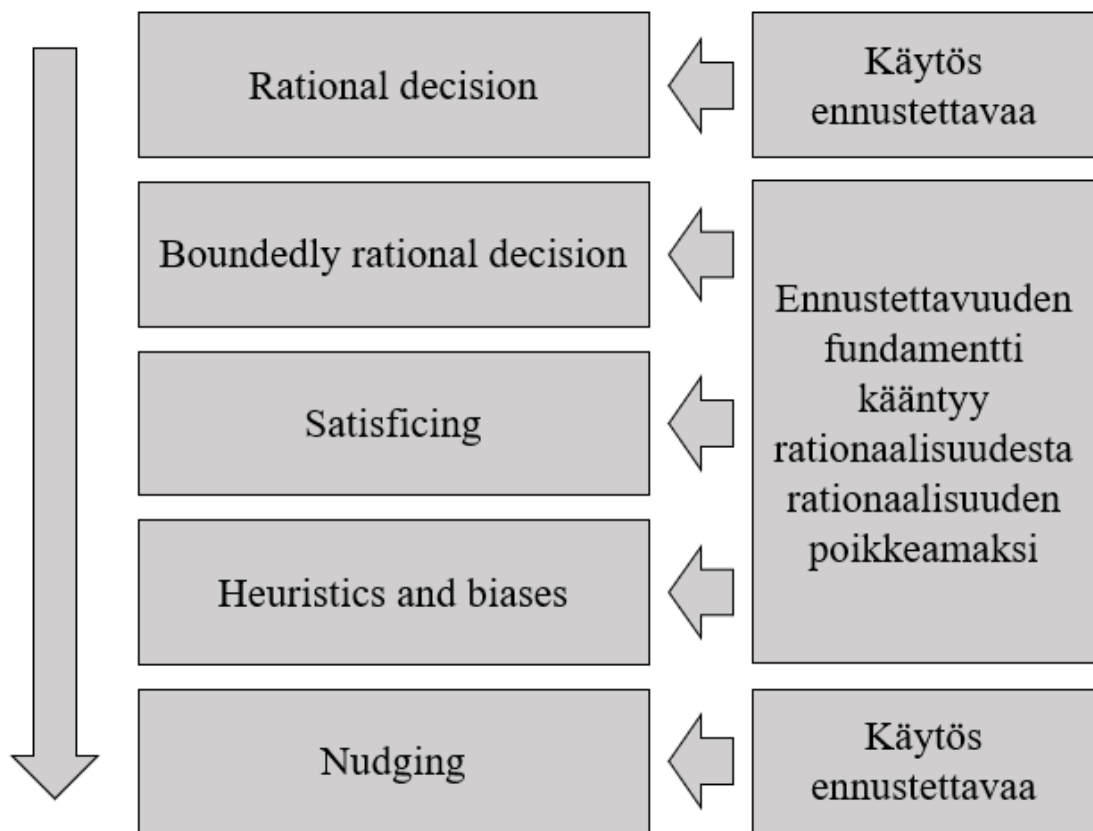 Rational decision
Käytös
ennustettavaa
Boundedly rational decision
Satisficing
Heuristics and biases
Ennustettavuuden
fundamentti
kääntyy
rationaalisuudesta
rationaalisuuden
poikkeamaksi
Nudging
Käytös
ennustettavaa